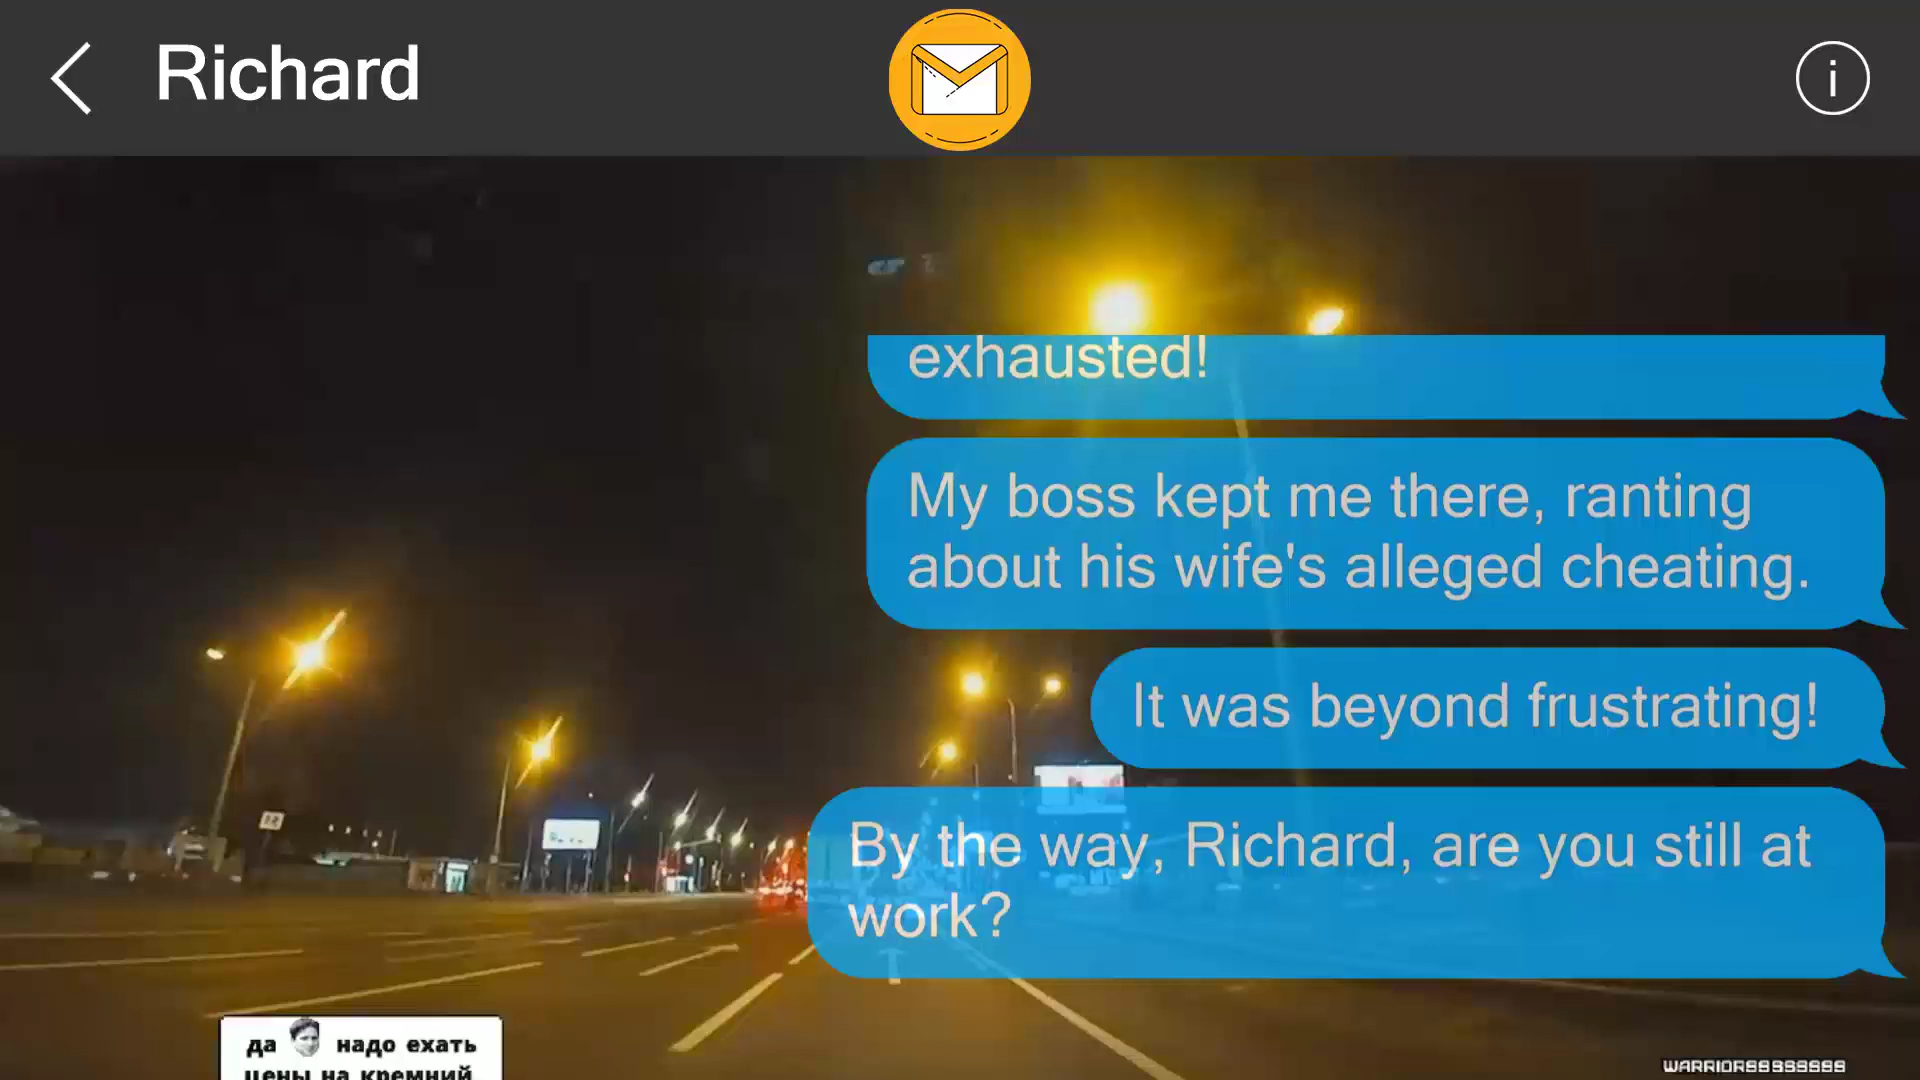 Richard
exhausted!
My boss kept me there, ranting
about his wife's alleged cheating.
It was beyond frustrating!
By the way, Richard, are you still at
work?
да надо ехать
цены на кремний